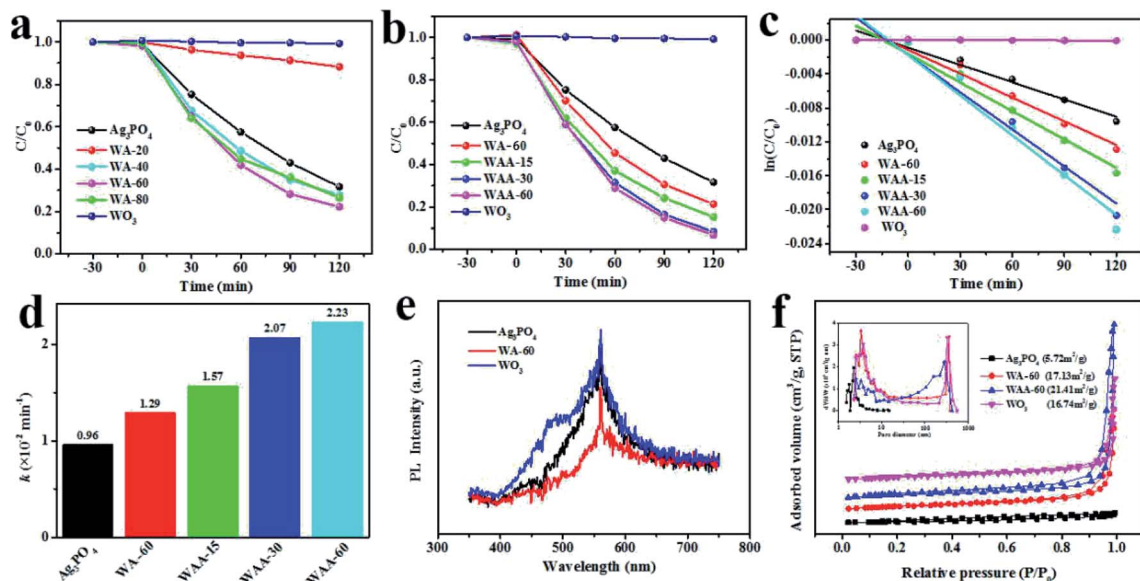 a
1.0
0.8
0.6
0.4
0.2
0.0
C/C₀
Ag₃PO₄
WA-20
WA-40
WA-60
WA-80
WO₃
-30 0 30 60 90 120
Time (min)
b
1.0
0.8
0.6
0.4
0.2
0.0
C/C₀
Ag₃PO₄
WA-60
WAA-15
WAA-30
WAA-60
WO₃
-30 0 30 60 90 120
Time (min)
c
0.000
-0.004
-0.008
-0.012
-0.016
-0.020
-0.024
ln(C/C₀)
Ag₃PO₄
WA-60
WAA-15
WAA-30
WAA-60
WO₃
-30 0 30 60 90 120
Time (min)
d
2
1
0
k (×10⁻² min⁻¹)
0.96
1.29
1.57
2.07
2.23
Ag₃PO₄
WA-60
WAA-15
WAA-30
WAA-60
e
PL Intensity (a.u.)
Ag₃PO₄
WA-60
WO₃
300 400 500 600 700 800
Wavelength (nm)
f
Adsorbed volume (cm³/g, STP)
4
3
2
1
0
1 10 100 1000
Pore diameter (nm)
Ag₃PO₄ (5.72m²/g)
WA-60 (17.13m²/g)
WAA-60 (21.41m²/g)
WO₃ (16.74m²/g)
0.0 0.2 0.4 0.6 0.8 1.0
Relative pressure (P/P₀)